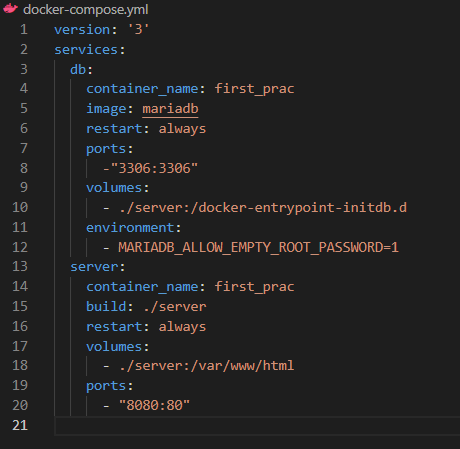 docker-compose.yml
1 version: '3'
2 services:
3   db:
4     container_name: first_prac
5     image: mariadb
6     restart: always
7     ports:
8       -"3306:3306"
9     volumes:
10       - ./server:/docker-entrypoint-initdb.d
11     environment:
12       - MARIADB_ALLOW_EMPTY_ROOT_PASSWORD=1
13   server:
14     container_name: first_prac
15     build: ./server
16     restart: always
17     volumes:
18       - ./server:/var/www/html
19     ports:
20       - "8080:80"
21